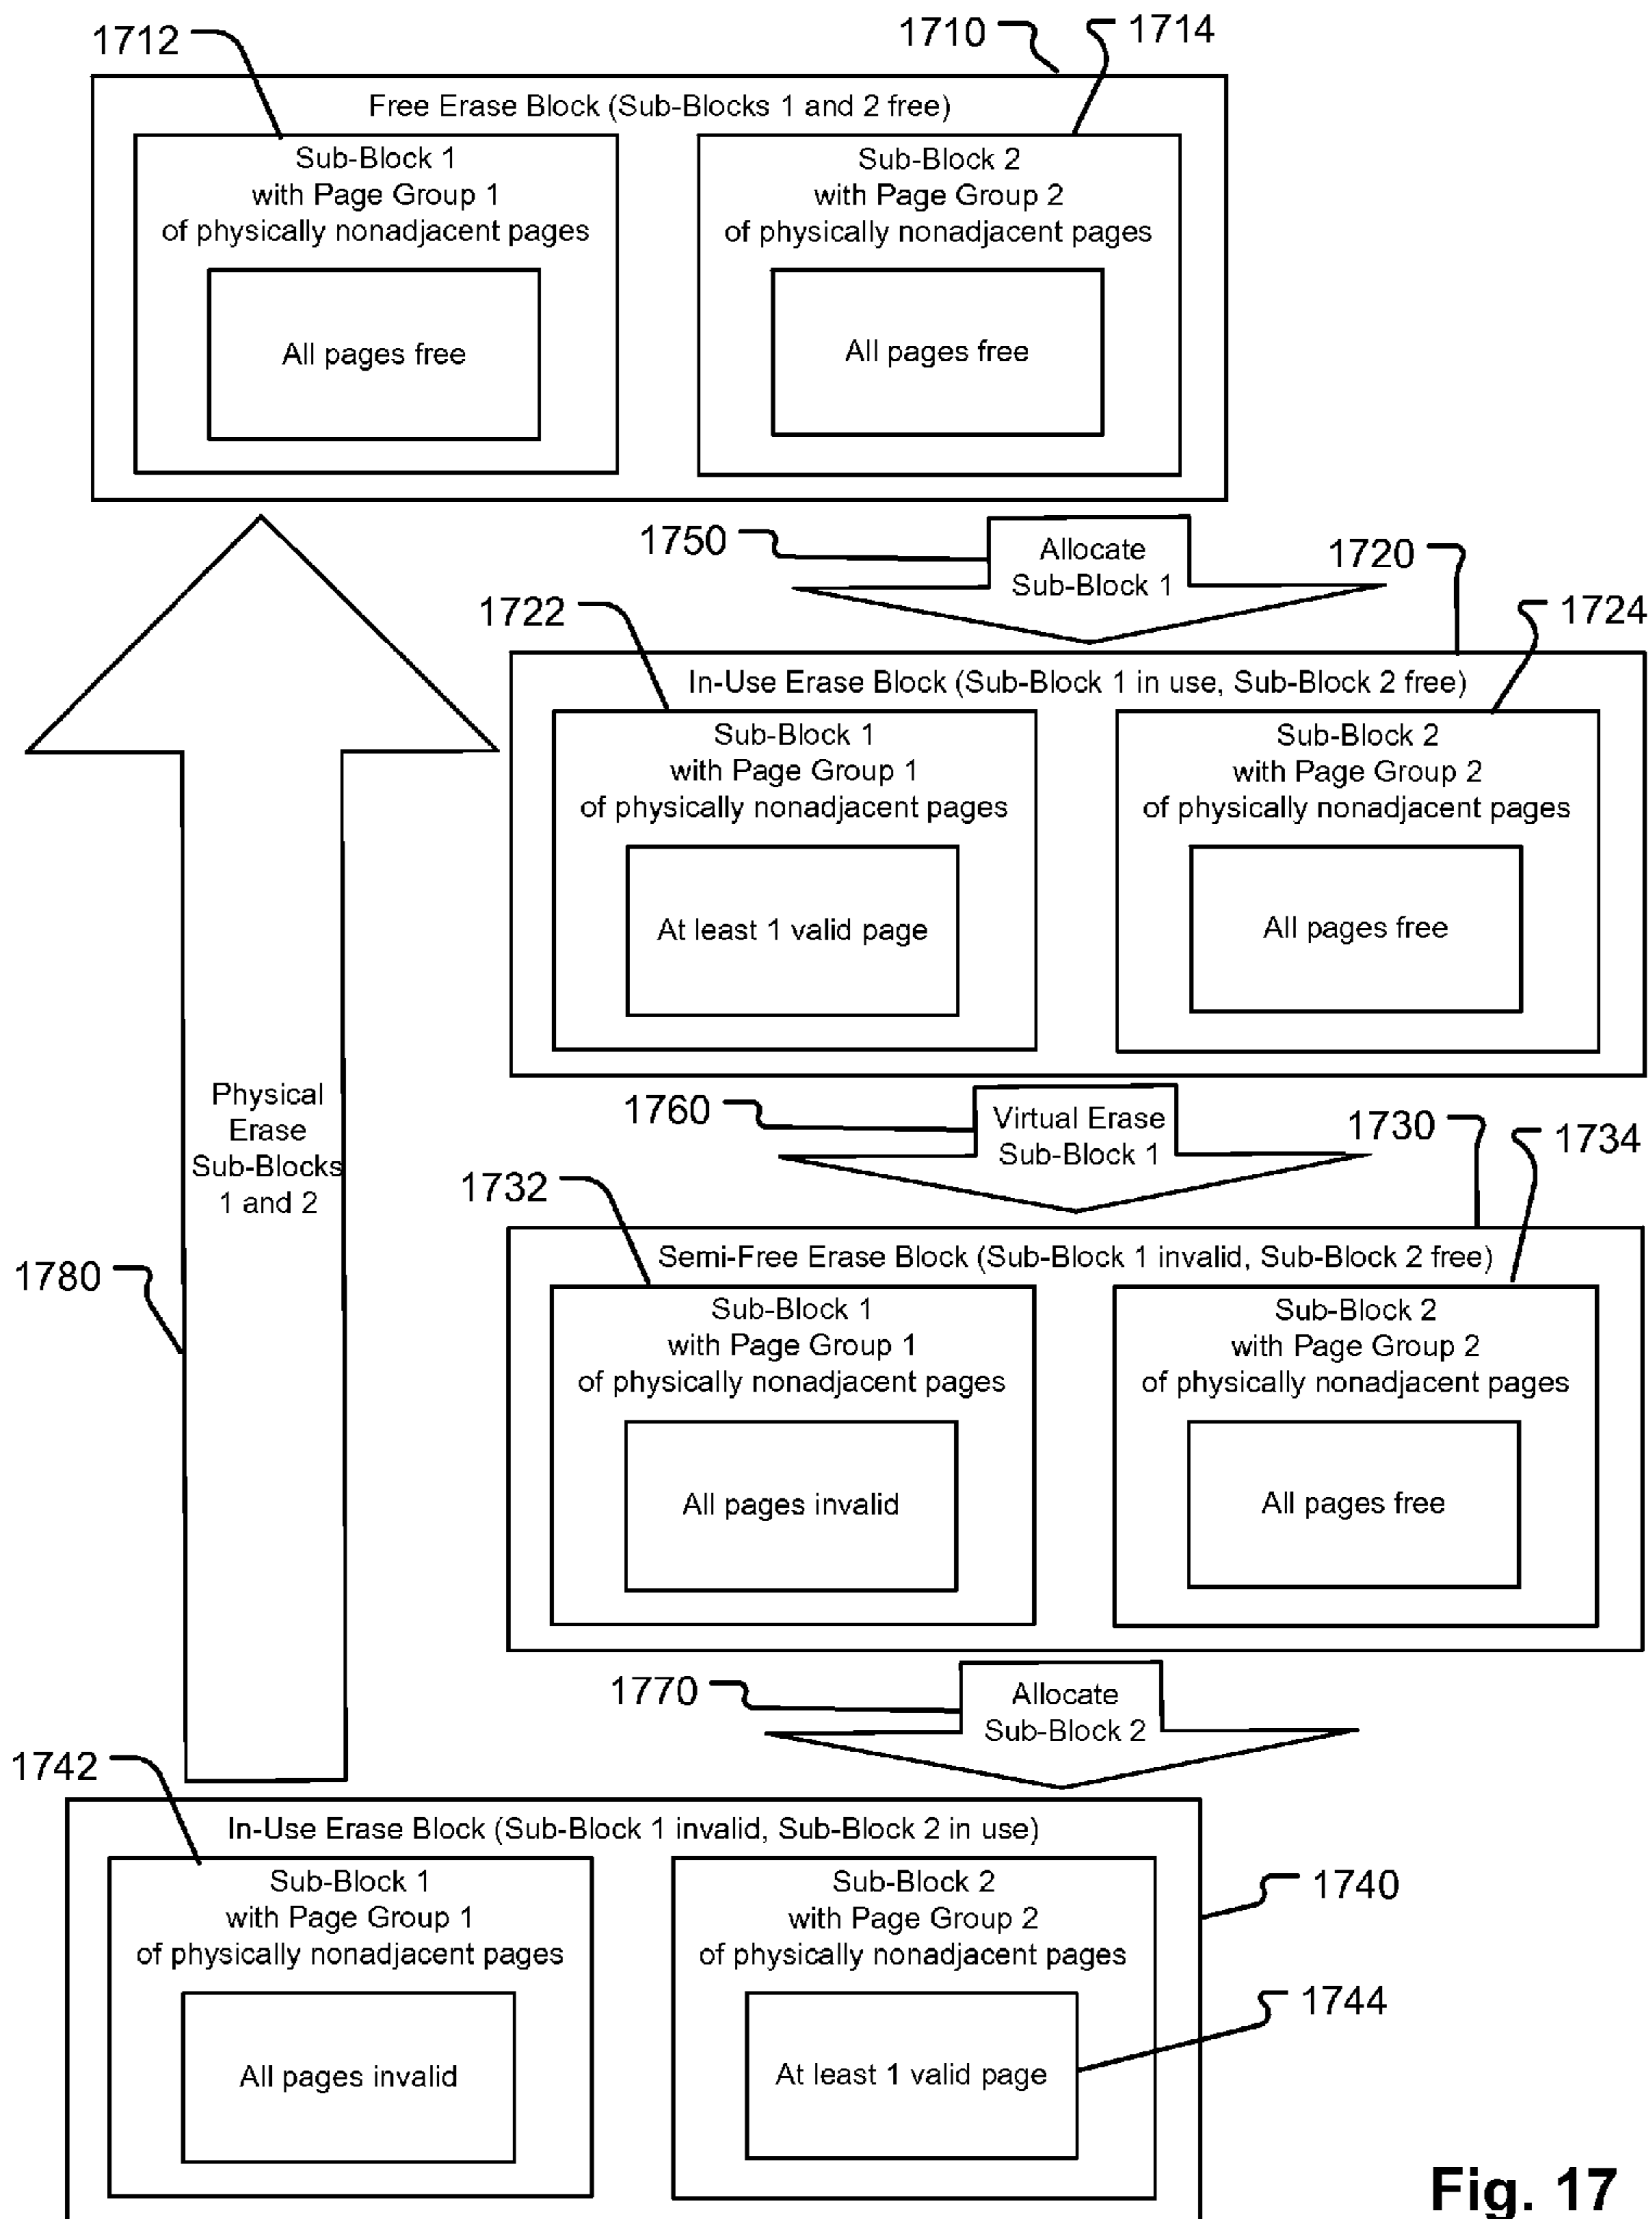 1712
1710
1714
Free Erase Block (Sub-Blocks 1 and 2 free)
Sub-Block 1
with Page Group 1
of physically nonadjacent pages
All pages free
Sub-Block 2
with Page Group 2
of physically nonadjacent pages
All pages free
1750
Allocate
Sub-Block 1
1720
1722
1724
In-Use Erase Block (Sub-Block 1 in use, Sub-Block 2 free)
Sub-Block 1
with Page Group 1
of physically nonadjacent pages
At least 1 valid page
Sub-Block 2
with Page Group 2
of physically nonadjacent pages
All pages free
Physical
Erase
Sub-Blocks
1 and 2
1780
1760
Virtual Erase
Sub-Block 1
1730
1732
1734
Semi-Free Erase Block (Sub-Block 1 invalid, Sub-Block 2 free)
Sub-Block 1
with Page Group 1
of physically nonadjacent pages
All pages invalid
Sub-Block 2
with Page Group 2
of physically nonadjacent pages
All pages free
1770
Allocate
Sub-Block 2
1742
In-Use Erase Block (Sub-Block 1 invalid, Sub-Block 2 in use)
Sub-Block 1
with Page Group 1
of physically nonadjacent pages
All pages invalid
Sub-Block 2
with Page Group 2
of physically nonadjacent pages
At least 1 valid page
1740
1744
Fig. 17